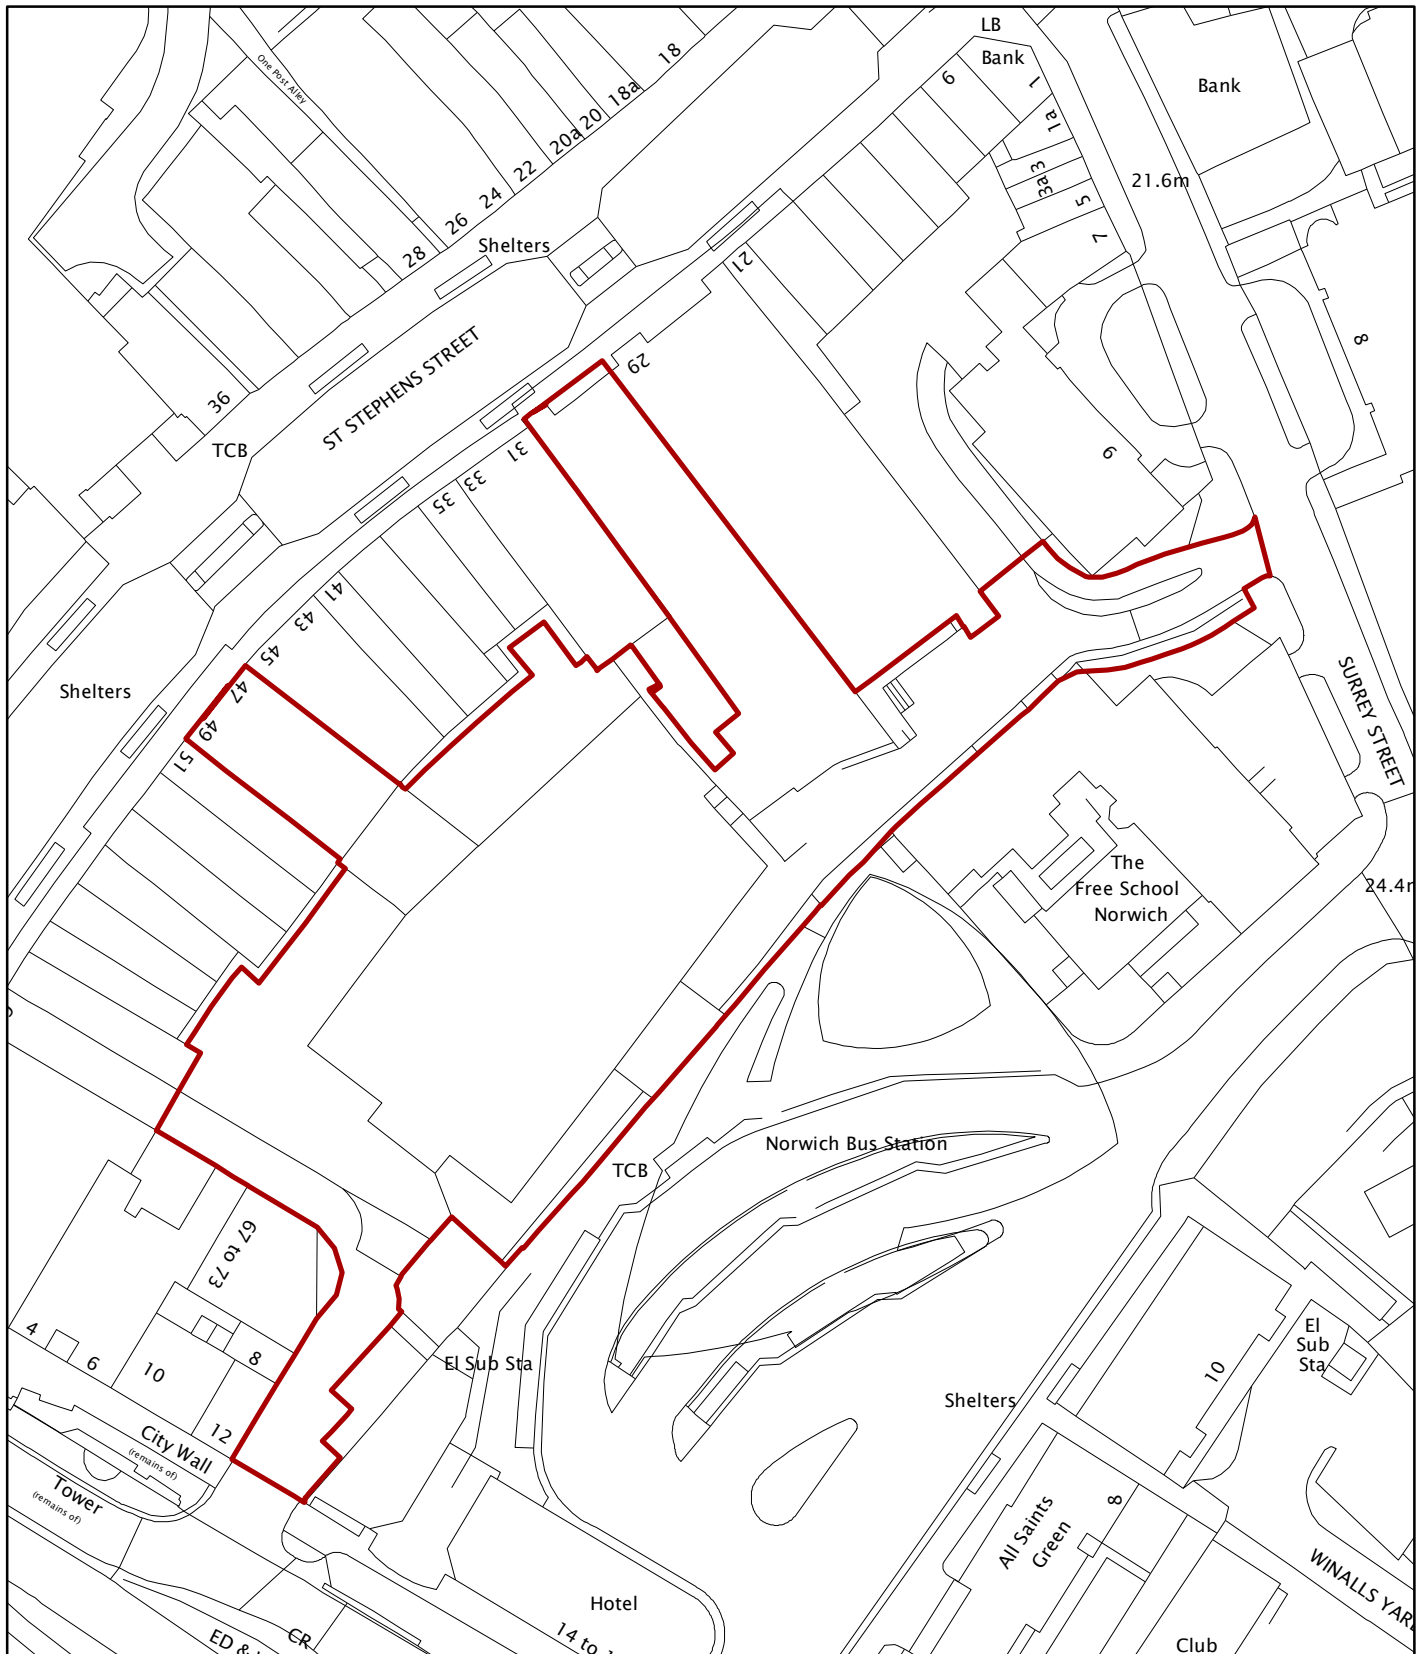 LB
Bank
Bank
One Post Alley
18
18a
20
20a
22
24
26
28
36
6
1
1a
3
3a
5
7
21.6m
8
Shelters
21
ST STEPHENS STREET
29
TCB
31
33
35
9
41
43
45
47
49
51
Shelters
SURREY STREET
The
Free School
Norwich
24.4m
Norwich Bus Station
TCB
67 to 73
4
6
10
8
12
El Sub Sta
City Wall
(remains of)
Tower
(remains of)
Shelters
10
El
Sub
Sta
All Saints
Green
8
WINALLS YAR
Hotel
14 to
CR
ED &
Club